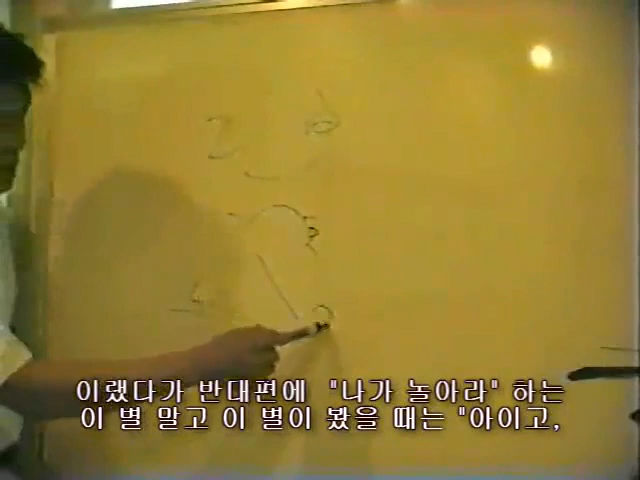 이랬다가 반대편에 "나가 놀아라" 하는
이 별 말고 이 별이 봤을 때는 "아이고,